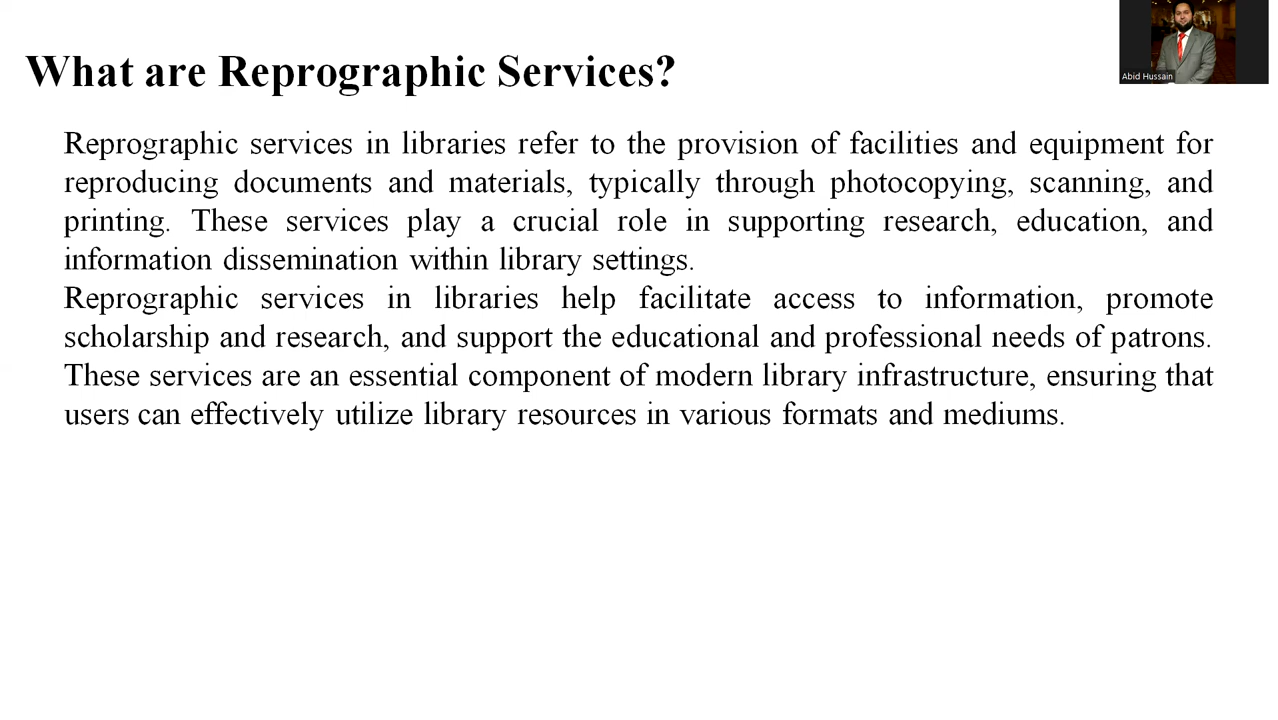 What are Reprographic Services?
Abid Hussain
Reprographic services in libraries refer to the provision of facilities and equipment for
reproducing documents and materials, typically through photocopying, scanning, and
printing. These services play a crucial role in supporting research, education, and
information dissemination within library settings.
Reprographic services in libraries help facilitate access to information, promote
scholarship and research, and support the educational and professional needs of patrons.
These services are an essential component of modern library infrastructure, ensuring that
users can effectively utilize library resources in various formats and mediums.